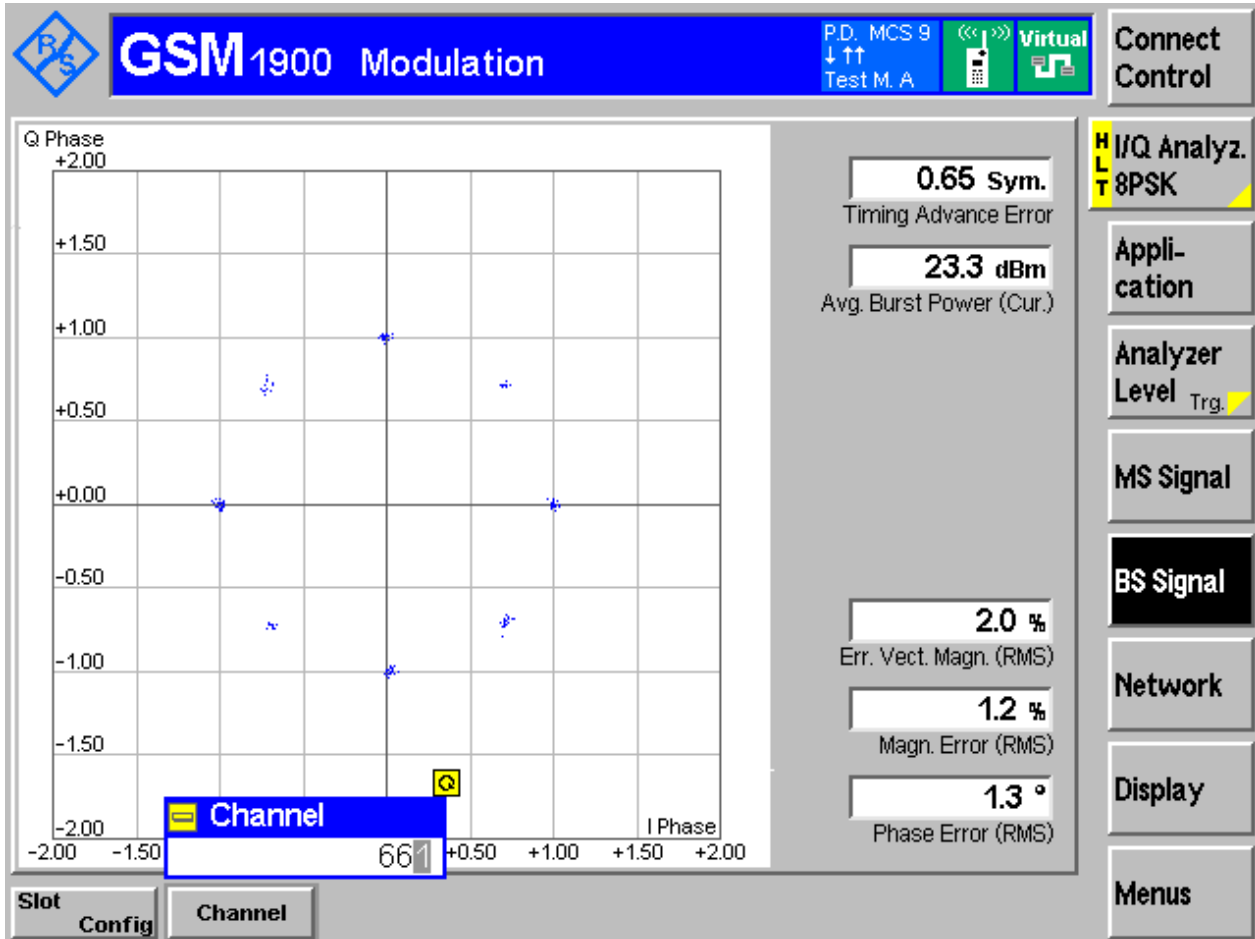 R/S
GSM 1900 Modulation
P.D. MCS 9
↓ ↑↑
Test M. A
Virtual
Connect
Control
Q Phase
+2.00
+1.50
+1.00
+0.50
+0.00
-0.50
-1.00
-1.50
-2.00
I Phase
-2.00 -1.50 +0.50 +1.00 +1.50 +2.00
Q
Channel
661
0.65 Sym.
Timing Advance Error
23.3 dBm
Avg. Burst Power (Cur.)
2.0 %
Err. Vect. Magn. (RMS)
1.2 %
Magn. Error (RMS)
1.3 °
Phase Error (RMS)
HLT
I/Q Analyz.
8PSK
Appli-
cation
Analyzer
Level Trg.
MS Signal
BS Signal
Network
Display
Menus
Slot
Config
Channel